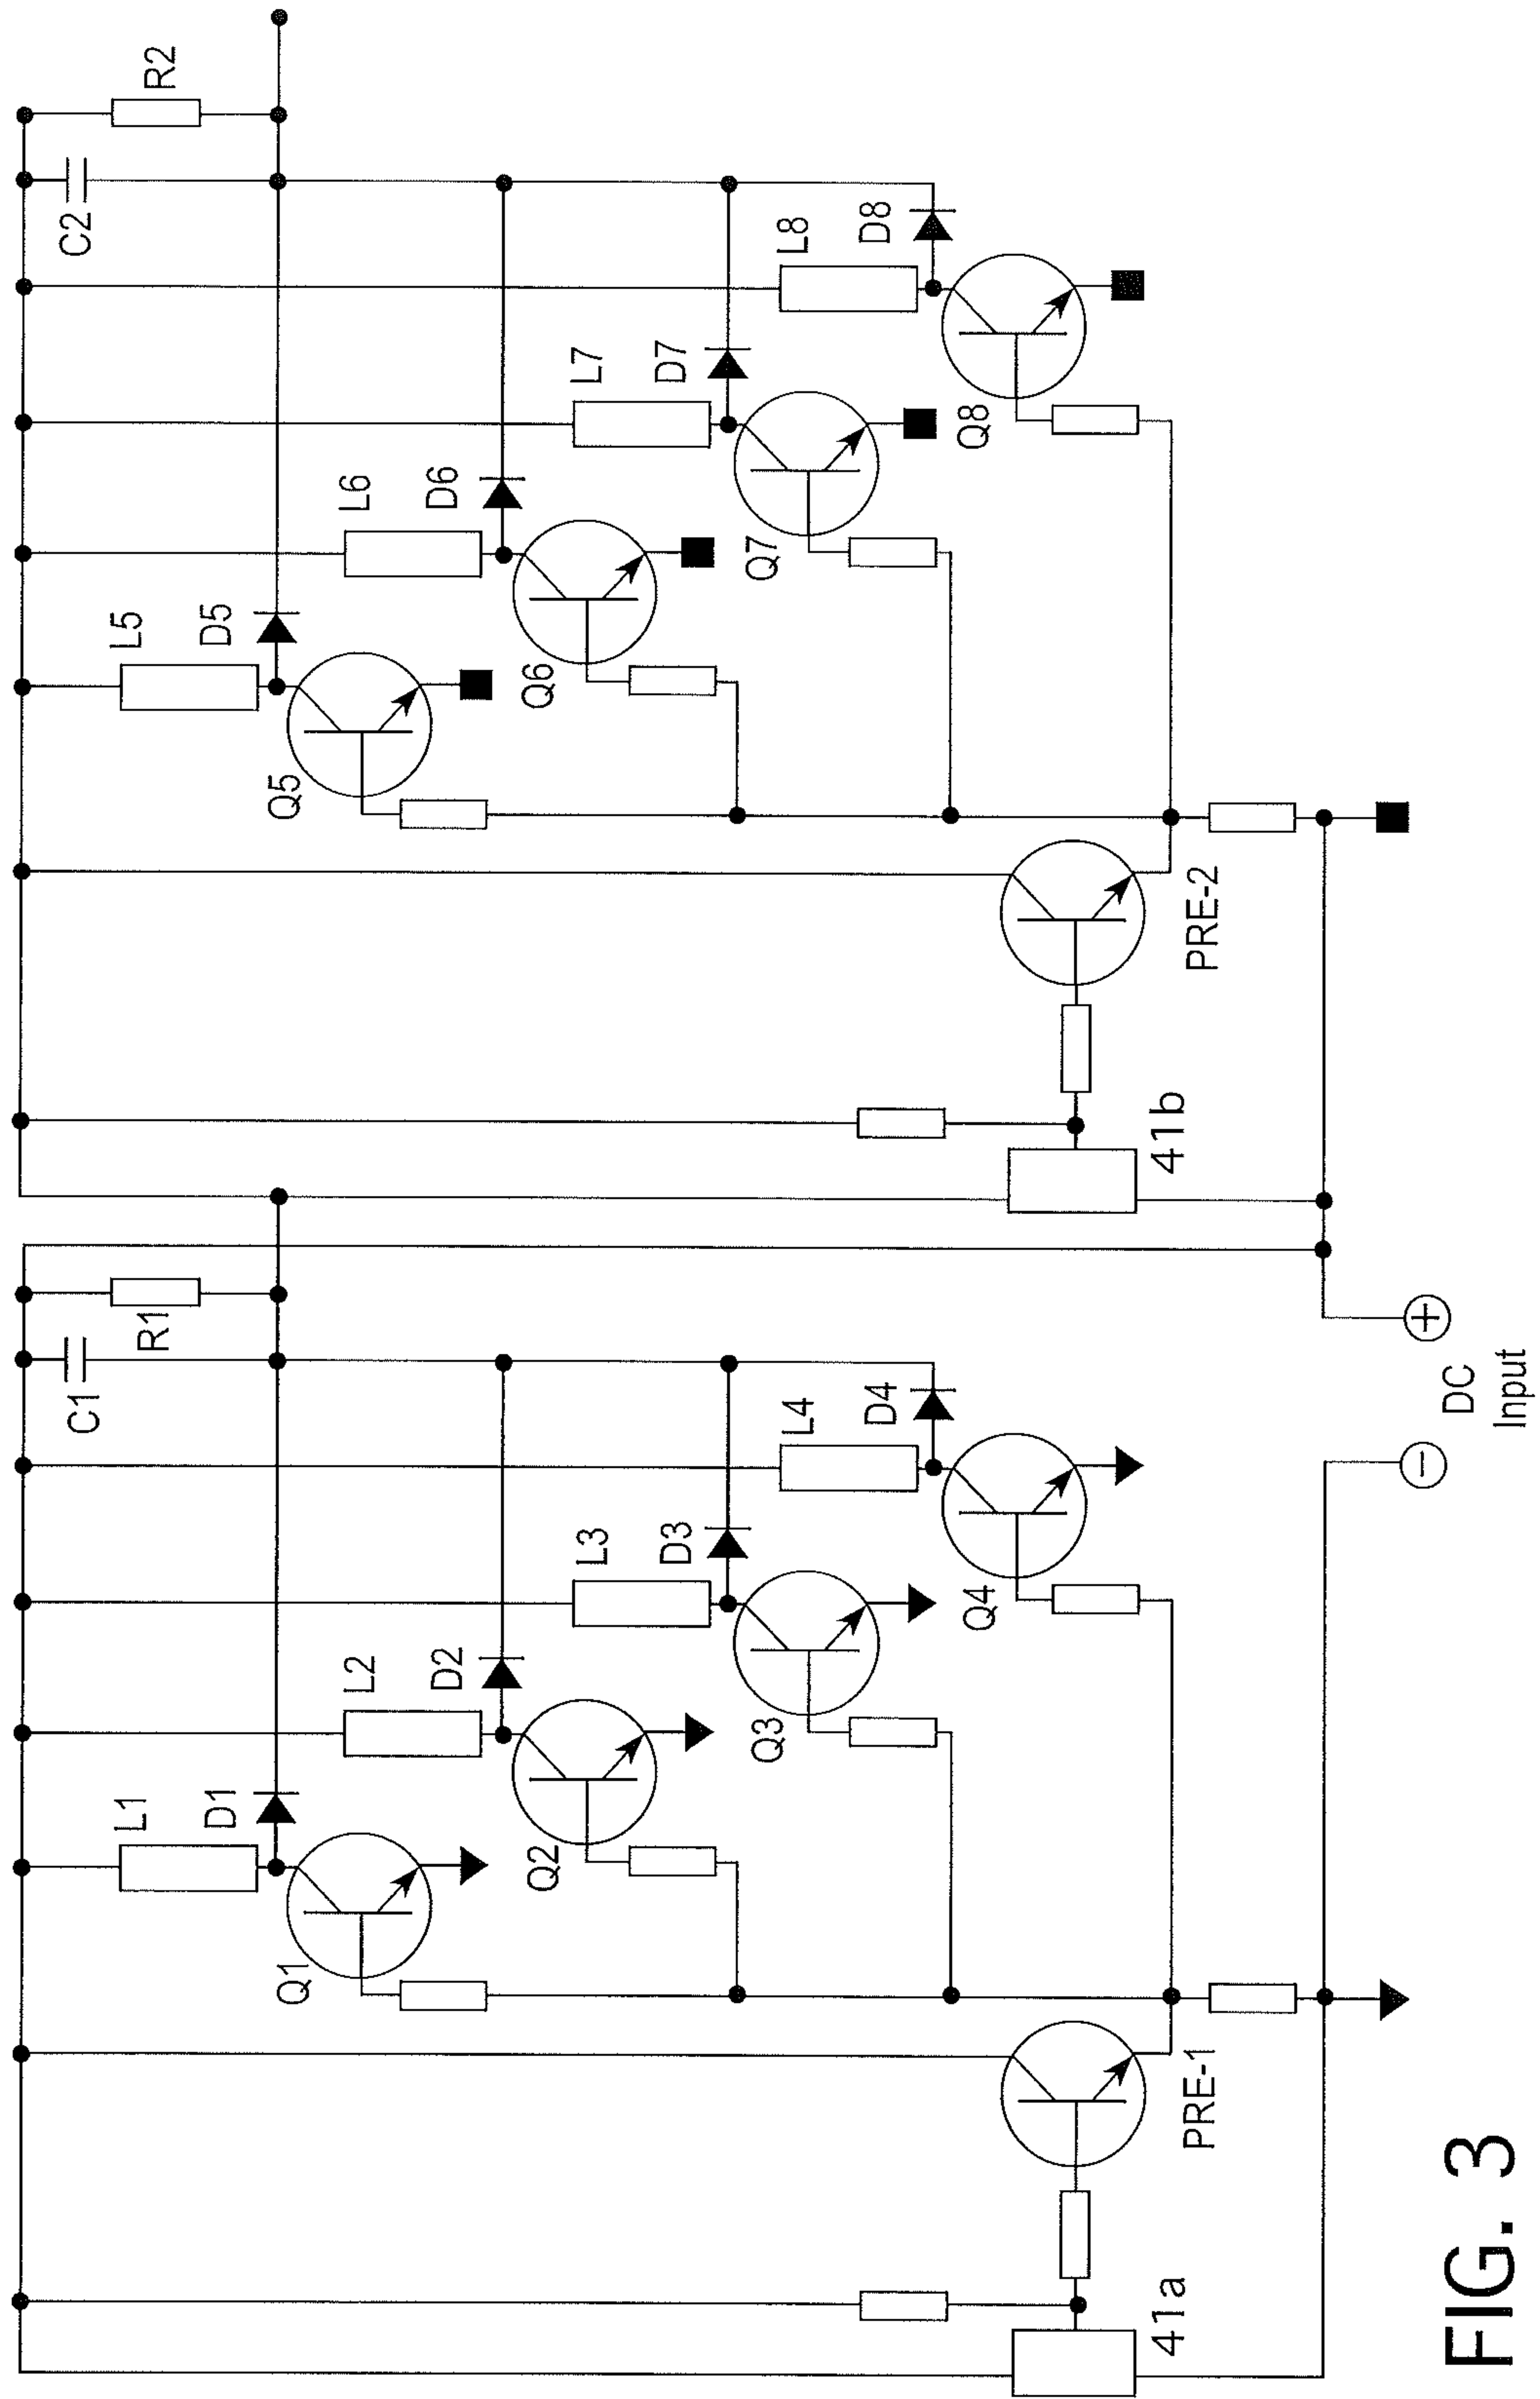 R2
C2
L8
D8
L7
D7
Q8
L6
D6
Q7
L5
D5
Q6
Q5
PRE-2
41b
R1
C1
+
DC
Input
−
L4
D4
L3
D3
Q4
L2
D2
Q3
L1
D1
Q2
Q1
PRE-1
41a
FIG. 3